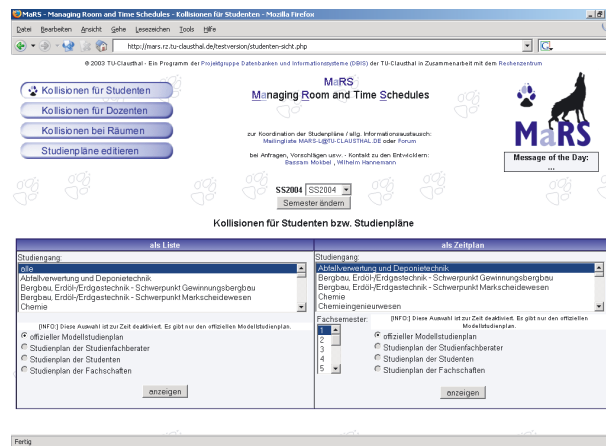 MaRS - Managing Room and Time Schedules - Kollisionen für Studenten - Mozilla Firefox
Datei Bearbeiten Ansicht Gehe Lesezeichen Tools Hilfe
http://mars.rz.tu-clausthal.de/testversion/studenten-sicht.php
© 2003 TU-Clausthal - Ein Programm der Projektgruppe Datenbanken und Informationssysteme (DBIS) der TU-Clausthal in Zusammenarbeit mit dem Rechenzentrum
Kollisionen für Studenten
Kollisionen für Dozenten
Kollisionen bei Räumen
Studienpläne editieren
MaRS
Managing Room and Time Schedules
zur Koordination der Studienpläne / allg. Informationsaustausch:
Mailingliste MARS-L@TU-CLAUSTHAL.DE oder Forum
bei Anfragen, Vorschlägen usw. - Kontakt zu den Entwicklern:
Bassam Mokbel , Wilhelm Hannemann
MaRS
Message of the Day:
...
SS2004 SS2004
Semester ändern
Kollisionen für Studenten bzw. Studienpläne
als Liste
Studiengang:
alle
Abfallverwertung und Deponietechnik
Bergbau, Erdöl-/Erdgastechnik - Schwerpunkt Gewinnungsbergbau
Bergbau, Erdöl-/Erdgastechnik - Schwerpunkt Markscheidewesen
Chemie
[INFO:] Diese Auswahl ist zur Zeit deaktiviert. Es gibt nur den offiziellen Modellstudienplan.
offizieller Modellstudienplan
Studienplan der Studienfachberater
Studienplan der Studenten
Studienplan der Fachschaften
anzeigen
als Zeitplan
Studiengang:
Abfallverwertung und Deponietechnik
Bergbau, Erdöl-/Erdgastechnik - Schwerpunkt Gewinnungsbergbau
Bergbau, Erdöl-/Erdgastechnik - Schwerpunkt Markscheidewesen
Chemie
Chemieingenieurwesen
Fachsemester:
1
2
3
4
5
[INFO:] Diese Auswahl ist zur Zeit deaktiviert. Es gibt nur den offiziellen
Modellstudienplan.
offizieller Modellstudienplan
Studienplan der Studienfachberater
Studienplan der Studenten
Studienplan der Fachschaften
anzeigen
Fertig